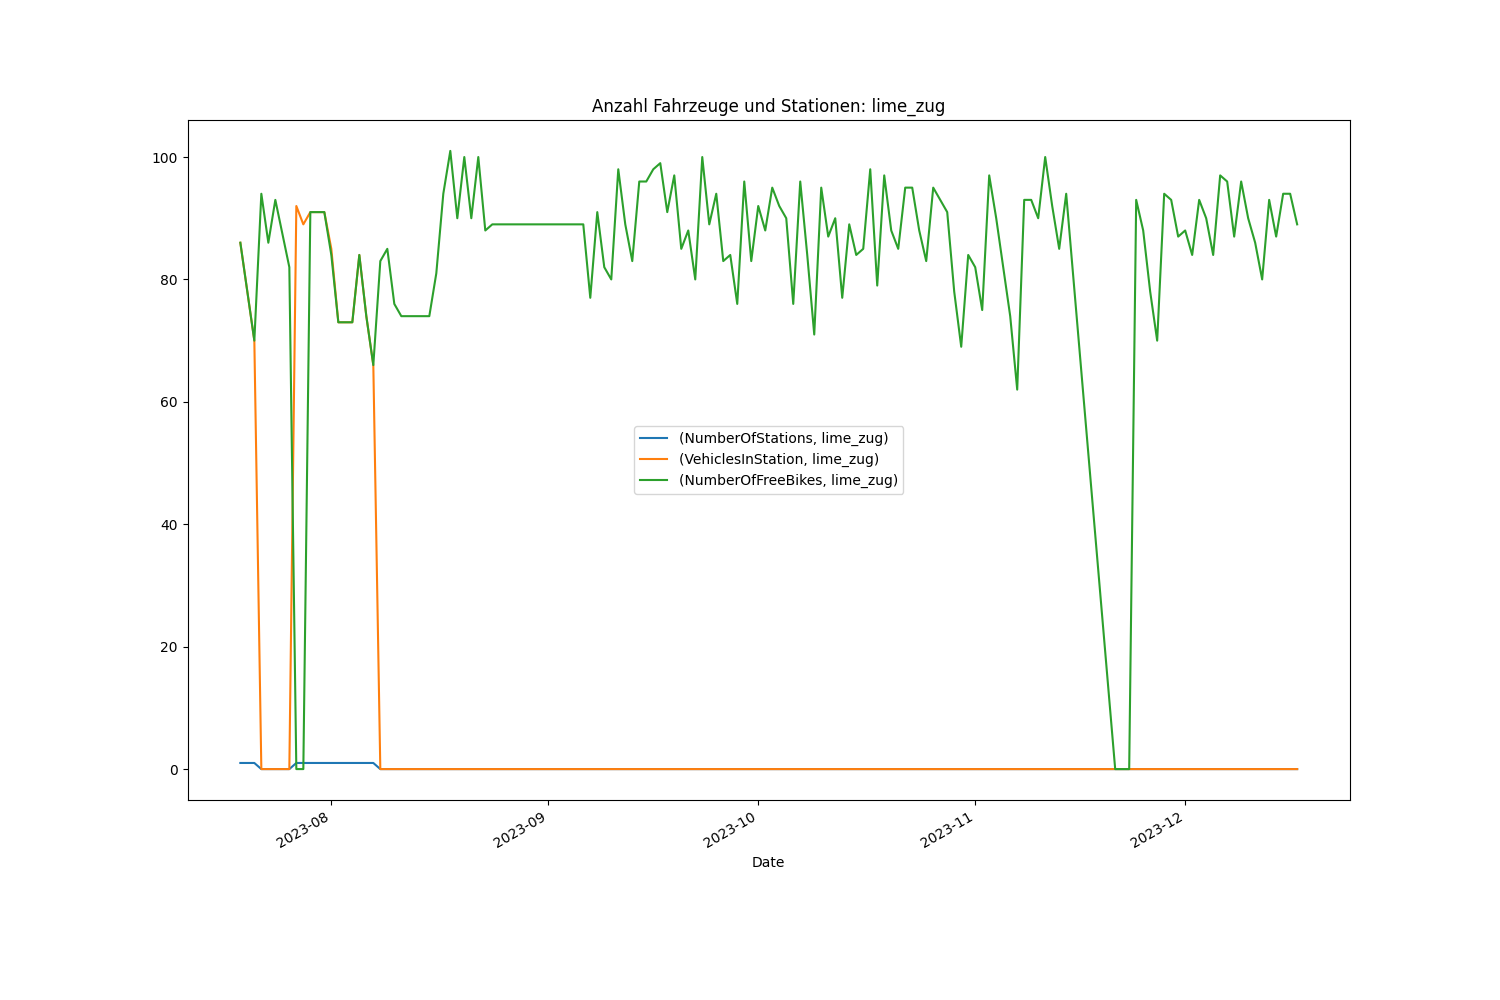 Anzahl Fahrzeuge und Stationen: lime_zug
100
80
60
40
20
0
(NumberOfStations, lime_zug)
(VehiclesInStation, lime_zug)
(NumberOfFreeBikes, lime_zug)
2023-08
2023-09
2023-10
2023-11
2023-12
Date